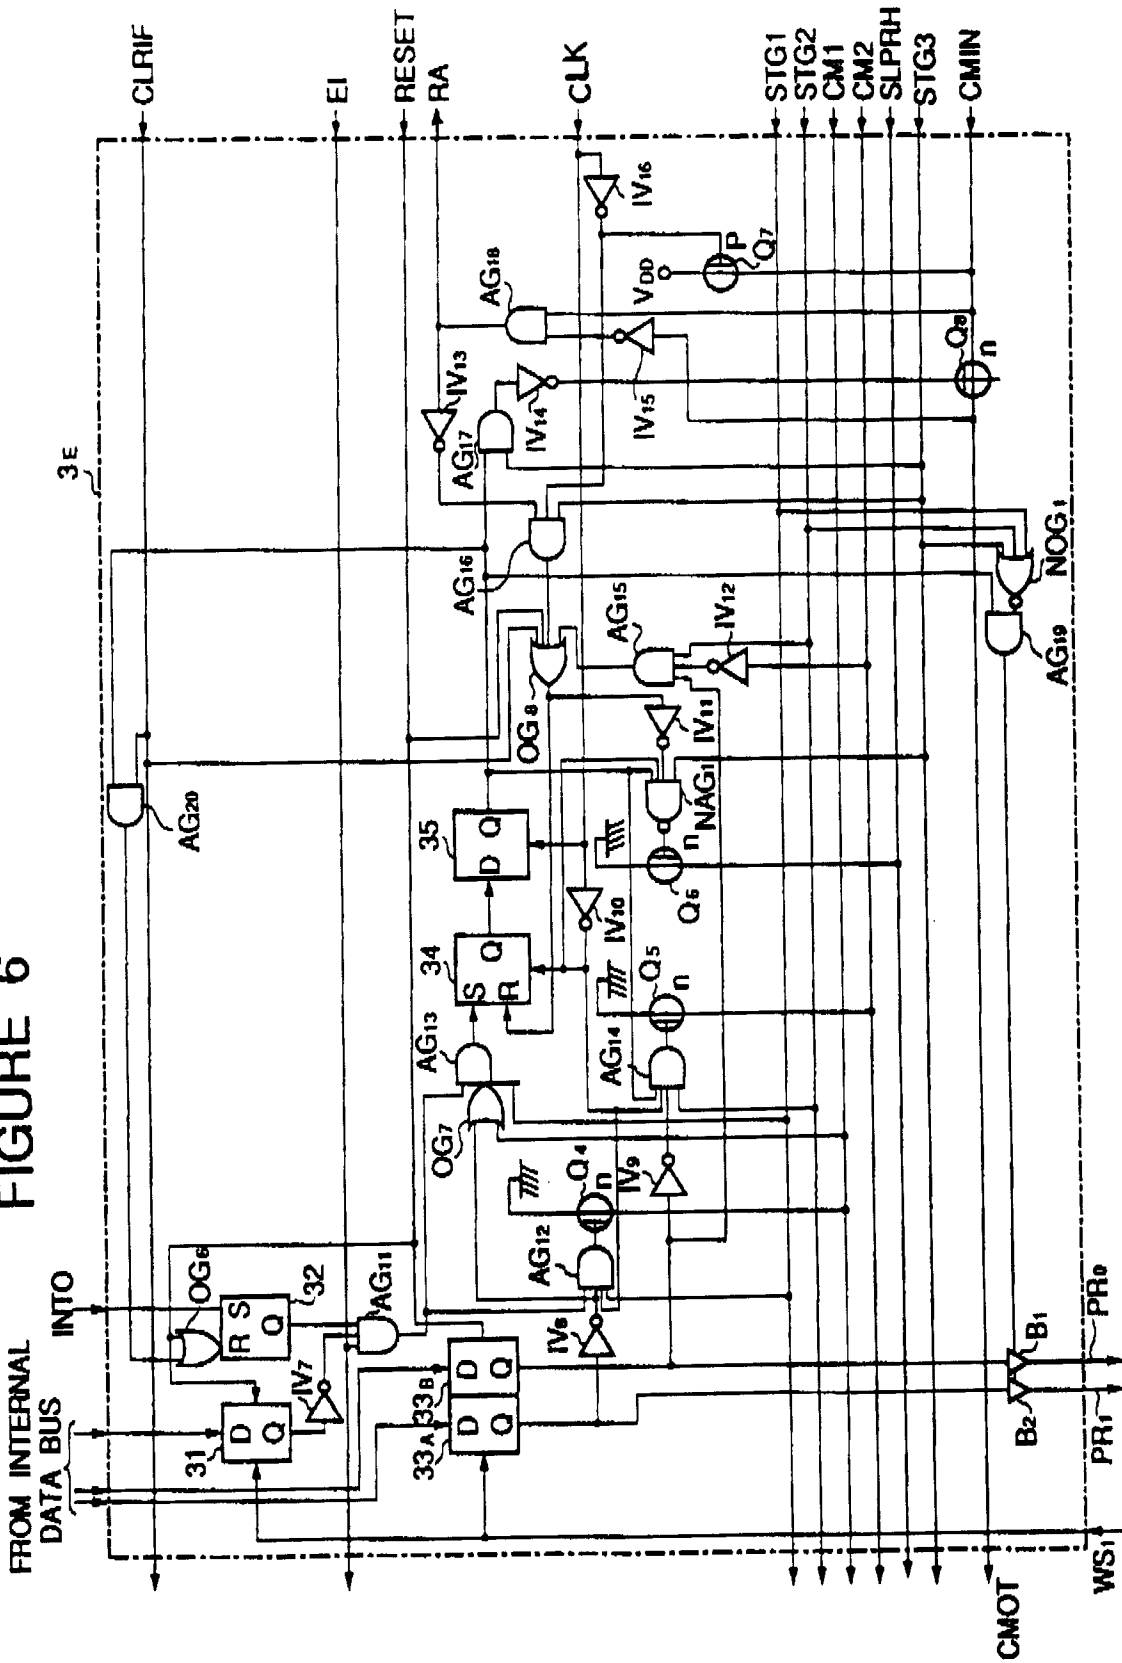 FIGURE 6
FROM INTERNAL
DATA BUS
INTO
3E
CLRIF
EI
RESET
RA
CLK
STG1
STG2
CM1
CM2
SLPRH
STG3
CMIN
AG20
OG6
R S
Q
32
31
D
Q
IV7
AG11
33A
33B
D
D
Q
Q
IV8
AG12
Q4
n
OG7
AG13
34
S
R
Q
35
D
Q
IV9
AG14
Q5
n
IV10
Q6
n
NAG1
IV11
OG8
AG15
IV12
AG16
AG17
IV13
IV14
AG18
IV15
IV16
VDD
P
Q7
Q8
n
NOG1
AG19
B1
B2
PR0
PR1
WS1
CMOT